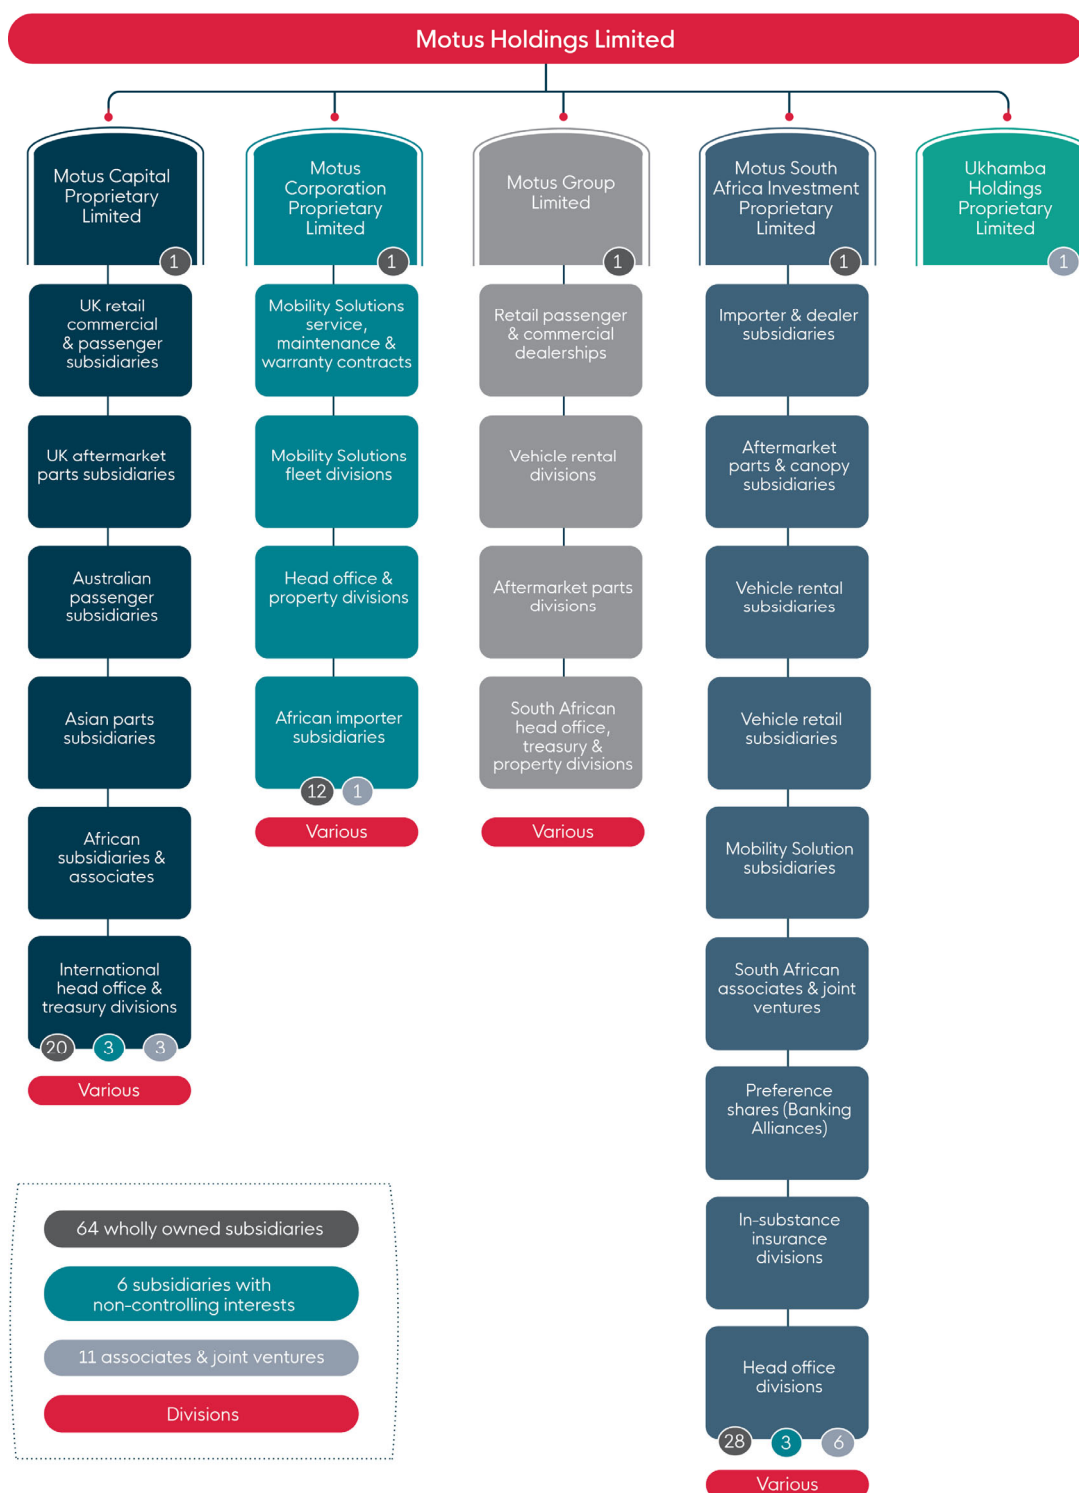 Motus Holdings Limited
Motus Capital
Proprietary
Limited
1
UK retail
commercial
& passenger
subsidiaries
UK aftermarket
parts subsidiaries
Australian
passenger
subsidiaries
Asian parts
subsidiaries
African
subsidiaries &
associates
International
head office &
treasury divisions
20 3 3
Various
Motus
Corporation
Proprietary
Limited
1
Mobility Solutions
service,
maintenance &
warranty contracts
Mobility Solutions
fleet divisions
Head office &
property divisions
African importer
subsidiaries
12 1
Various
Motus Group
Limited
1
Retail passenger
& commercial
dealerships
Vehicle rental
divisions
Aftermarket parts
divisions
South African
head office,
treasury &
property divisions
Various
Motus South
Africa Investment
Proprietary
Limited
1
Importer & dealer
subsidiaries
Aftermarket
parts & canopy
subsidiaries
Vehicle rental
subsidiaries
Vehicle retail
subsidiaries
Mobility Solution
subsidiaries
South African
associates & joint
ventures
Preference
shares (Banking
Alliances)
In-substance
insurance
divisions
Head office
divisions
28 3 6
Various
Ukhamba
Holdings
Proprietary
Limited
1
64 wholly owned subsidiaries
6 subsidiaries with
non-controlling interests
11 associates & joint ventures
Divisions